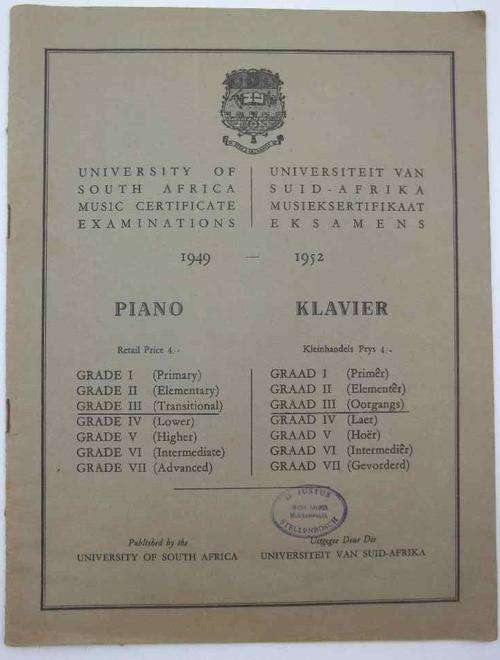 UNIVERSITY OF
SOUTH AFRICA
MUSIC CERTIFICATE
EXAMINATIONS
UNIVERSITEIT VAN
SUID-AFRIKA
MUSIEKSERTIFIKAAT
EKSAMENS
1949 — 1952
PIANO
KLAVIER
Retail Price 4/-
Kleinhandels Prys 4/-
GRADE I (Primary)
GRADE II (Elementary)
GRADE III (Transitional)
GRADE IV (Lower)
GRADE V (Higher)
GRADE VI (Intermediate)
GRADE VII (Advanced)
GRAAD I (Primêr)
GRAAD II (Elementêr)
GRAAD III (Oorgangs)
GRAAD IV (Laer)
GRAAD V (Hoër)
GRAAD VI (Intermediêr)
GRAAD VII (Gevorderd)
JUSTUS
STELLENBOSCH
Published by the
UNIVERSITY OF SOUTH AFRICA
Uitgegee Deur Die
UNIVERSITEIT VAN SUID-AFRIKA